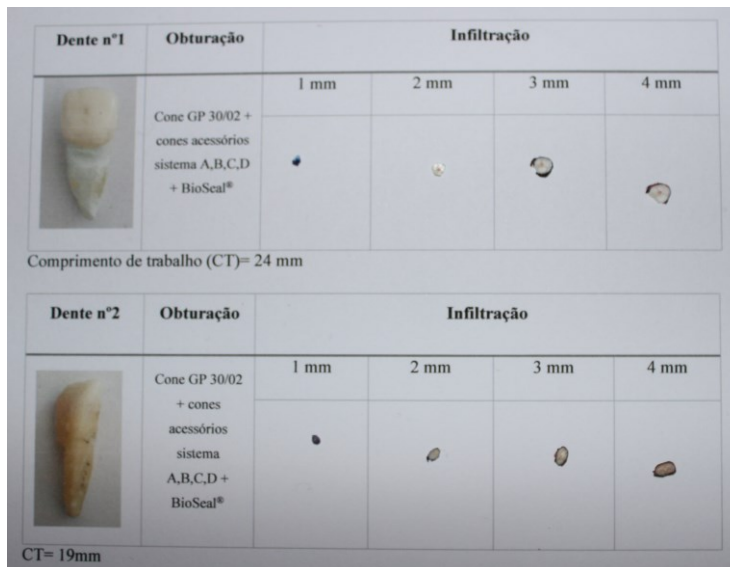 Dente nº1 Obturação Infiltração
1 mm 2 mm 3 mm 4 mm
Cone GP 30/02 +
cones acessórios
sistema A,B,C,D
+ BioSeal®
Comprimento de trabalho (CT)= 24 mm
Dente nº2 Obturação Infiltração
1 mm 2 mm 3 mm 4 mm
Cone GP 30/02
+ cones
acessórios
sistema
A,B,C,D +
BioSeal®
CT= 19mm